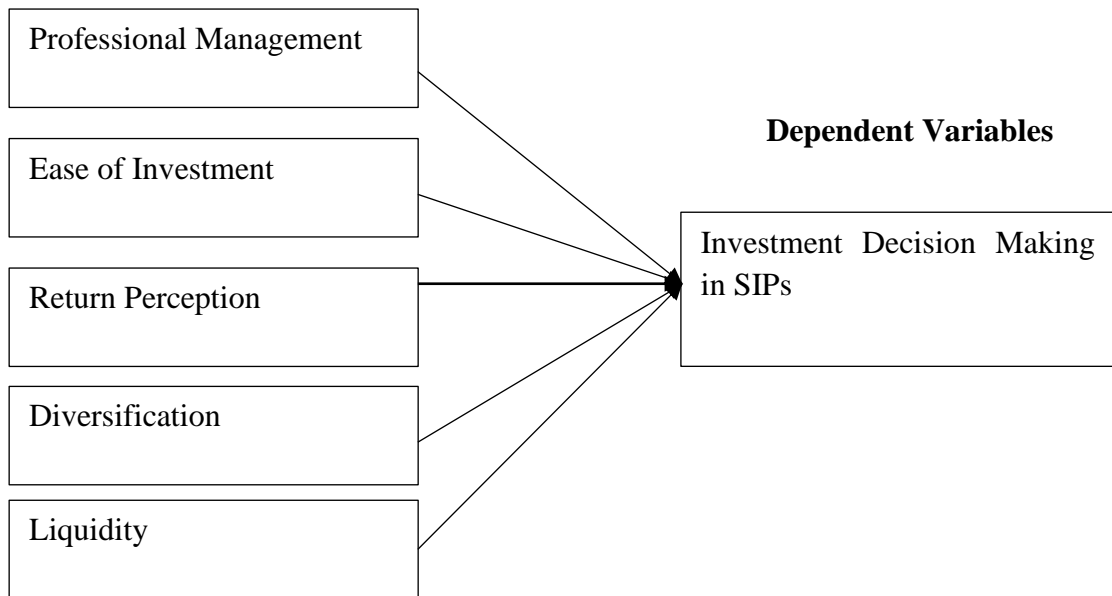 Professional Management
Ease of Investment
Return Perception
Diversification
Liquidity
Dependent Variables
Investment Decision Making
in SIPs